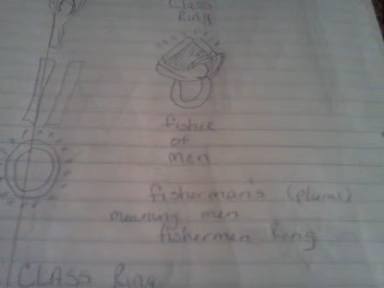 Class
Ring
fisher
of
men
fisherman's (plural)
meaning men
fishermen Ring
CLASS Ring